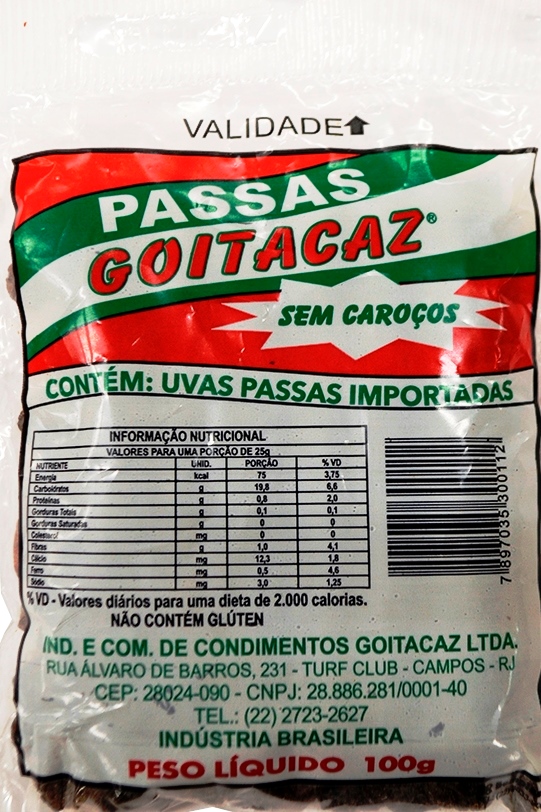 VALIDADE
PASSAS
GOITACAZ®
SEM CAROÇOS
CONTÉM: UVAS PASSAS IMPORTADAS
INFORMAÇÃO NUTRICIONAL
VALORES PARA UMA PORÇÃO DE 25g
NUTRIENTE UNID. PORÇÃO % VD
Energia kcal 75 3,75
Carboidratos g 19,8 6,6
Proteínas g 0,8 2,0
Gorduras Totais g 0,1 0,1
Gorduras Saturadas g 0 0
Colesterol mg 0 0
Fibras g 1,0 4,1
Cálcio mg 12,3 1,8
Ferro mg 0,5 4,6
Sódio mg 3,0 1,25
% VD - Valores diários para uma dieta de 2.000 calorias.
NÃO CONTÉM GLÚTEN
7 897035 300112
IND. E COM. DE CONDIMENTOS GOITACAZ LTDA.
RUA ÁLVARO DE BARROS, 231 - TURF CLUB - CAMPOS - RJ
CEP: 28024-090 - CNPJ: 28.886.281/0001-40
TEL.: (22) 2723-2627
INDÚSTRIA BRASILEIRA
PESO LÍQUIDO 100g